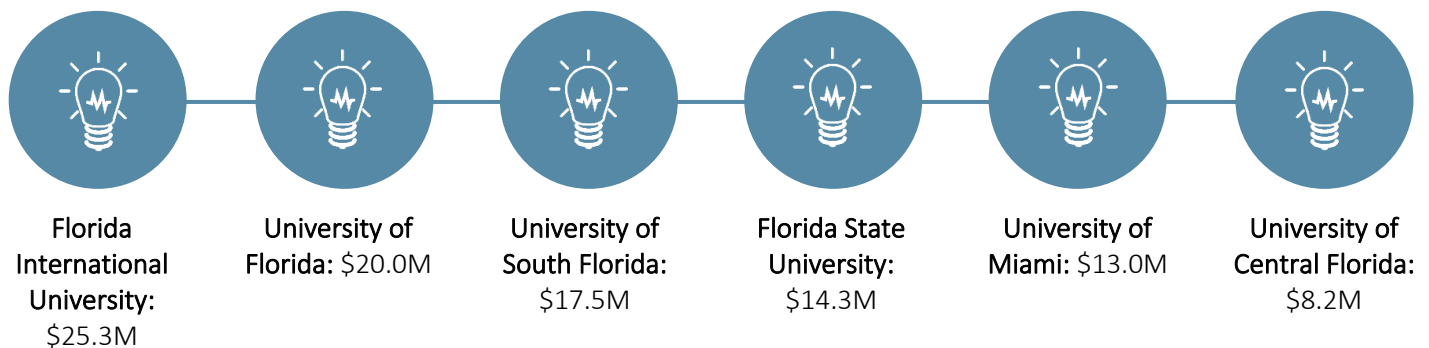 Florida
International
University:
$25.3M
University of
Florida: $20.0M
University of
South Florida:
$17.5M
Florida State
University:
$14.3M
University of
Miami: $13.0M
University of
Central Florida:
$8.2M